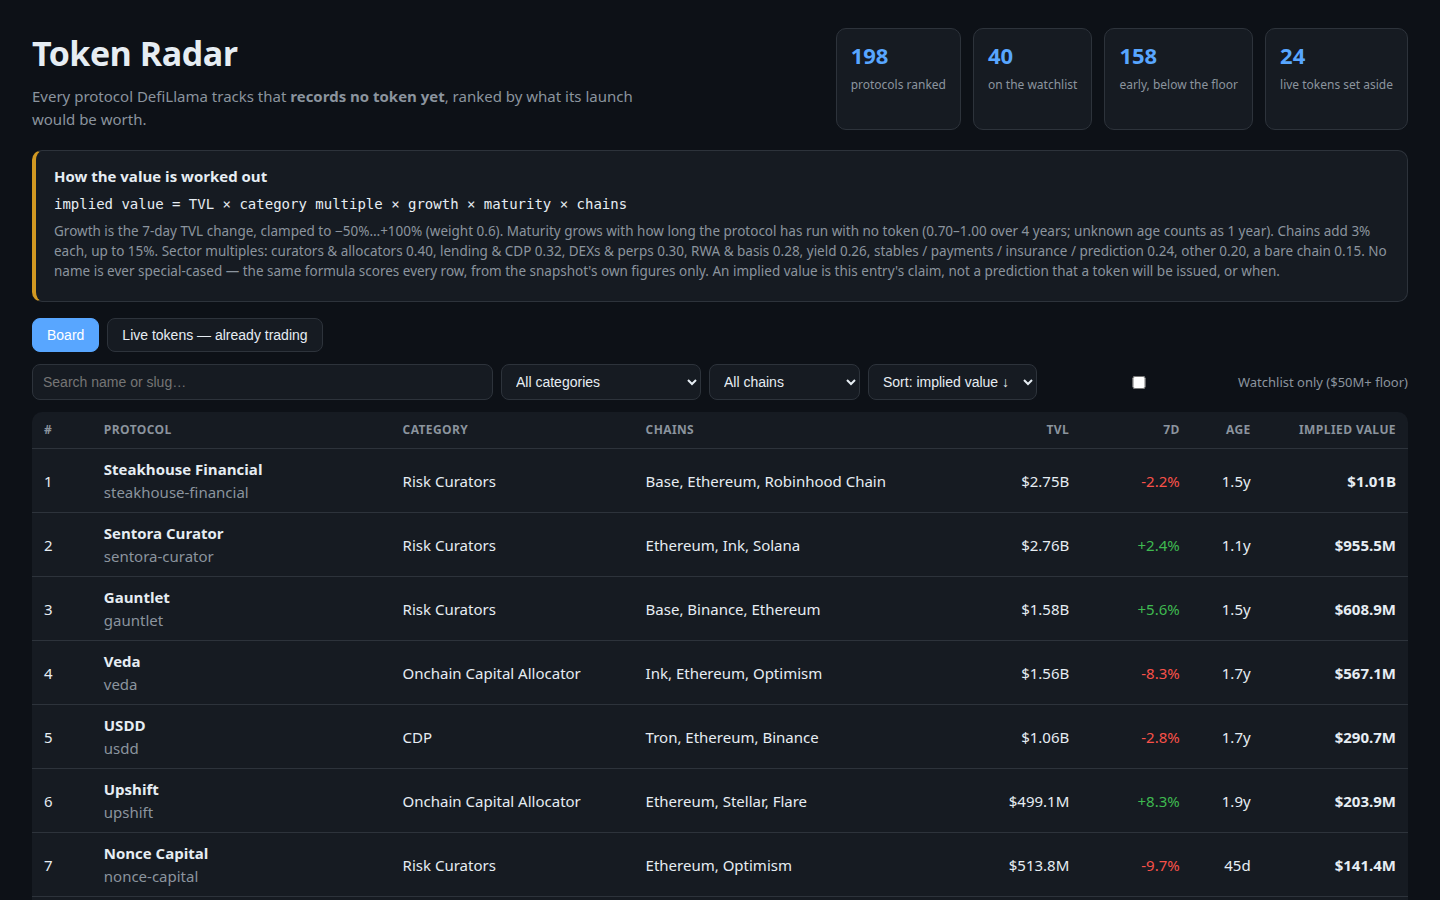 Token Radar
Every protocol DefiLlama tracks that records no token yet, ranked by what its launch
would be worth.
198
protocols ranked
40
on the watchlist
158
early, below the floor
24
live tokens set aside
How the value is worked out
implied value = TVL × category multiple × growth × maturity × chains
Growth is the 7-day TVL change, clamped to −50%…+100% (weight 0.6). Maturity grows with how long the protocol has run with no token (0.70–1.00 over 4 years; unknown age counts as 1 year). Chains add 3%
each, up to 15%. Sector multiples: curators & allocators 0.40, lending & CDP 0.32, DEXs & perps 0.30, RWA & basis 0.28, yield 0.26, stables / payments / insurance / prediction 0.24, other 0.20, a bare chain 0.15. No
name is ever special-cased — the same formula scores every row, from the snapshot's own figures only. An implied value is this entry's claim, not a prediction that a token will be issued, or when.
Board
Live tokens — already trading
Search name or slug…
All categories
All chains
Sort: implied value ↓
Watchlist only ($50M+ floor)
# PROTOCOL CATEGORY CHAINS TVL 7D AGE IMPLIED VALUE
1 Steakhouse Financial Risk Curators Base, Ethereum, Robinhood Chain $2.75B -2.2% 1.5y $1.01B
steakhouse-financial
2 Sentora Curator Risk Curators Ethereum, Ink, Solana $2.76B +2.4% 1.1y $955.5M
sentora-curator
3 Gauntlet Risk Curators Base, Binance, Ethereum $1.58B +5.6% 1.5y $608.9M
gauntlet
4 Veda Onchain Capital Allocator Ink, Ethereum, Optimism $1.56B -8.3% 1.7y $567.1M
veda
5 USDD CDP Tron, Ethereum, Binance $1.06B -2.8% 1.7y $290.7M
usdd
6 Upshift Onchain Capital Allocator Ethereum, Stellar, Flare $499.1M +8.3% 1.9y $203.9M
upshift
7 Nonce Capital Risk Curators Ethereum, Optimism $513.8M -9.7% 45d $141.4M
nonce-capital